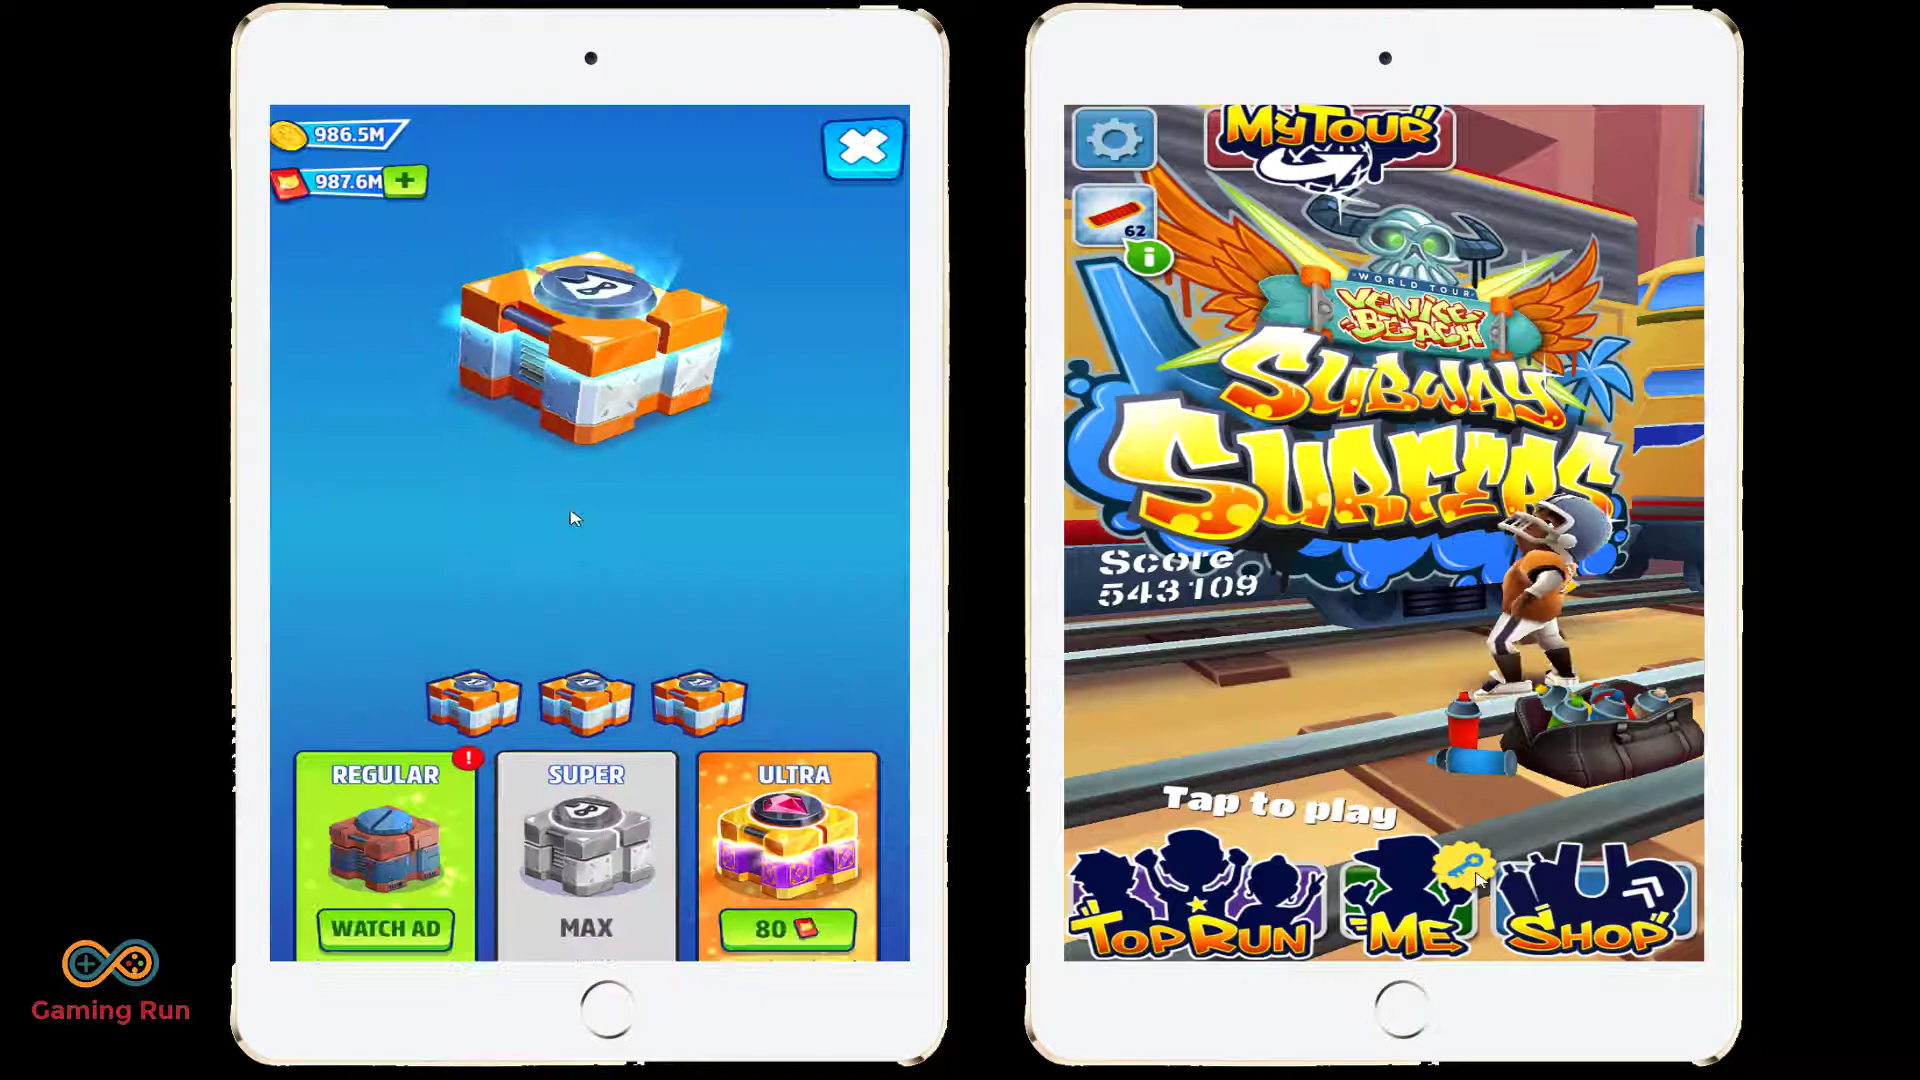 986.5M
987.6M
REGULAR
SUPER
ULTRA
WATCH AD
MAX
80
MyTour
62
WORLD TOUR
VENICE
BEACH
SUBWAY
SURFERS
Score
543109
Tap to play
TOP RUN
ME
SHOP
Gaming Run